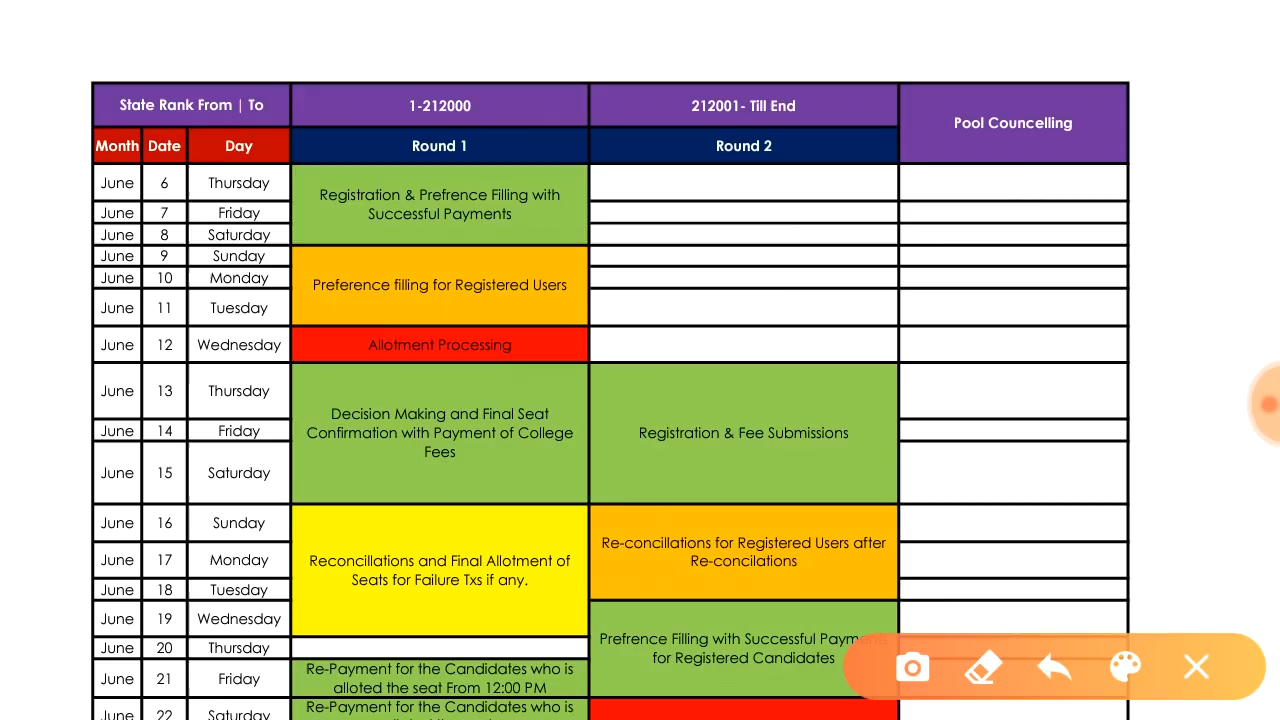 State Rank From | To 1-212000 212001- Till End Pool Councelling
Month Date Day Round 1 Round 2
June 6 Thursday
Registration & Prefrence Filling with
Successful Payments
June 7 Friday
June 8 Saturday
June 9 Sunday
June 10 Monday
Preference filling for Registered Users
June 11 Tuesday
June 12 Wednesday Allotment Processing
June 13 Thursday
Decision Making and Final Seat
Confirmation with Payment of College
Fees
Registration & Fee Submissions
June 14 Friday
June 15 Saturday
June 16 Sunday
Reconcillations and Final Allotment of
Seats for Failure Txs if any.
Re-concillations for Registered Users after
Re-concilations
June 17 Monday
June 18 Tuesday
June 19 Wednesday
Prefrence Filling with Successful Payments
for Registered Candidates
June 20 Thursday
June 21 Friday
Re-Payment for the Candidates who is
alloted the seat From 12:00 PM
June 22 Saturday
Re-Payment for the Candidates who is